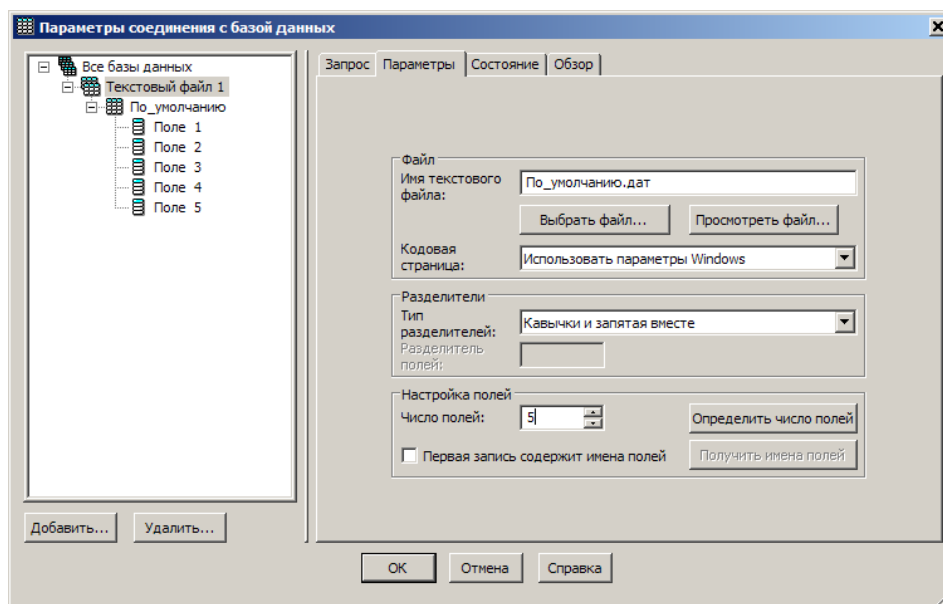 Параметры соединения с базой данных
Все базы данных
Текстовый файл 1
По_умолчанию
Поле 1
Поле 2
Поле 3
Поле 4
Поле 5
Добавить...
Удалить...
Запрос
Параметры
Состояние
Обзор
Файл
Имя текстового
файла:
По_умолчанию.дат
Выбрать файл...
Просмотреть файл...
Кодовая
страница:
Использовать параметры Windows
Разделители
Тип
разделителей:
Кавычки и запятая вместе
Разделитель
полей:
Настройка полей
Число полей:
5
Определить число полей
Первая запись содержит имена полей
Получить имена полей
ОК
Отмена
Справка